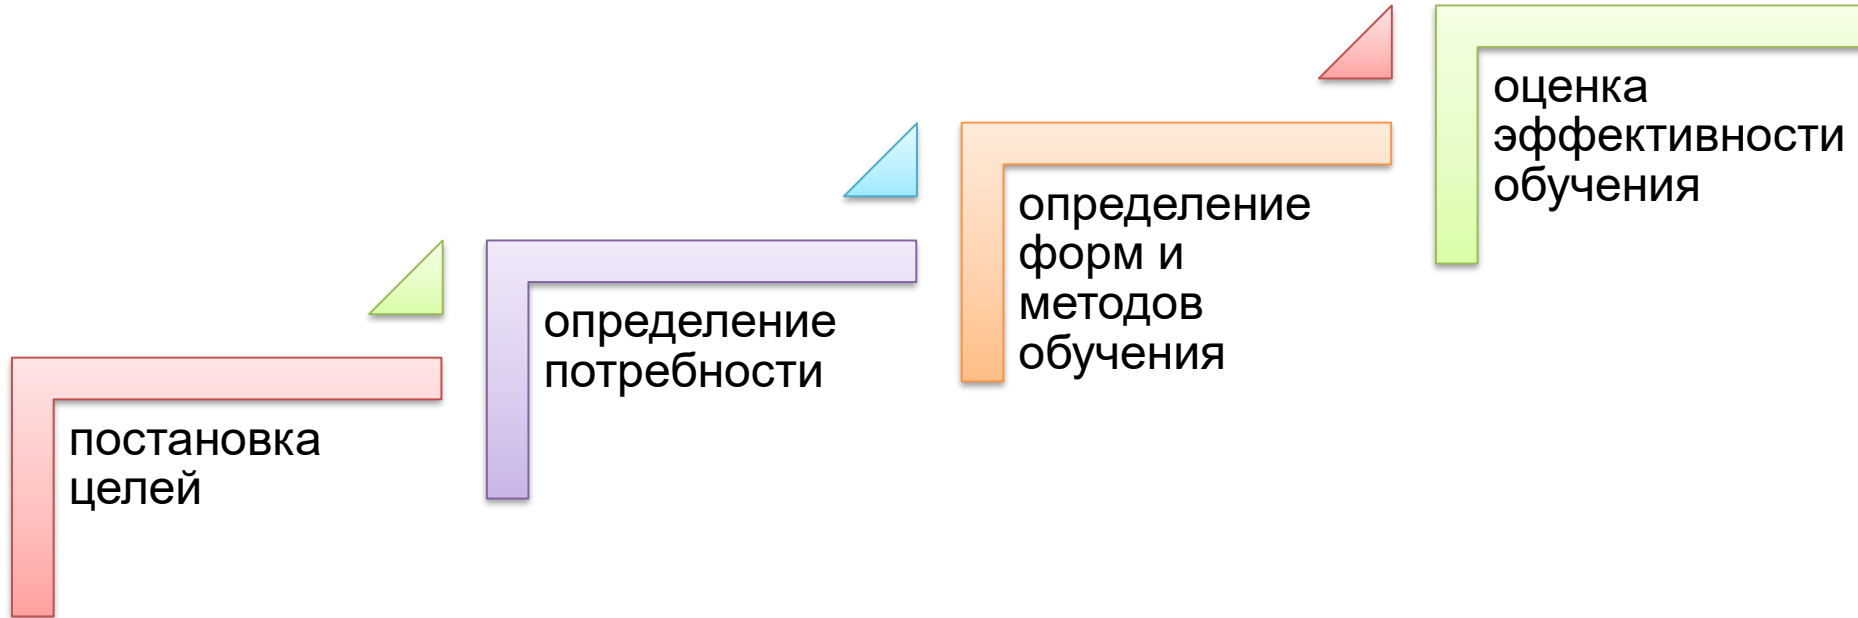 постановка
целей
определение
потребности
определение
форм и
методов
обучения
оценка
эффективности
обучения